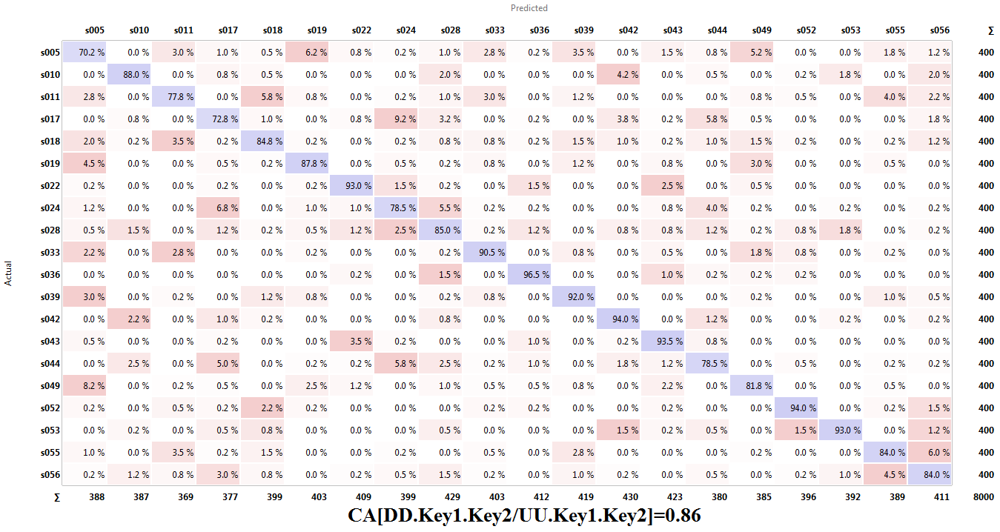 Predicted
s005 s010 s011 s017 s018 s019 s022 s024 s028 s033 s036 s039 s042 s043 s044 s049 s052 s053 s055 s056 Σ
s005 70.2 % 0.0 % 3.0 % 1.0 % 0.5 % 6.2 % 0.8 % 0.2 % 1.0 % 2.8 % 0.2 % 3.5 % 0.0 % 1.5 % 0.8 % 5.2 % 0.0 % 0.0 % 1.8 % 1.2 % 400
s010 0.0 % 88.0 % 0.0 % 0.8 % 0.5 % 0.0 % 0.0 % 0.0 % 2.0 % 0.0 % 0.0 % 0.0 % 4.2 % 0.0 % 0.5 % 0.0 % 0.2 % 1.8 % 0.0 % 2.0 % 400
s011 2.8 % 0.0 % 77.8 % 0.0 % 5.8 % 0.8 % 0.0 % 0.2 % 1.0 % 3.0 % 0.0 % 1.2 % 0.0 % 0.0 % 0.0 % 0.8 % 0.5 % 0.0 % 4.0 % 2.2 % 400
s017 0.0 % 0.8 % 0.0 % 72.8 % 1.0 % 0.0 % 0.8 % 9.2 % 3.2 % 0.0 % 0.2 % 0.0 % 3.8 % 0.2 % 5.8 % 0.5 % 0.0 % 0.0 % 0.0 % 1.8 % 400
s018 2.0 % 0.2 % 3.5 % 0.2 % 84.8 % 0.2 % 0.0 % 0.2 % 0.8 % 0.8 % 0.2 % 1.5 % 1.0 % 0.2 % 1.0 % 1.5 % 0.2 % 0.0 % 0.2 % 1.2 % 400
s019 4.5 % 0.0 % 0.0 % 0.5 % 0.2 % 87.8 % 0.0 % 0.5 % 0.2 % 0.8 % 0.0 % 1.2 % 0.0 % 0.8 % 0.0 % 3.0 % 0.0 % 0.0 % 0.5 % 0.0 % 400
s022 0.2 % 0.0 % 0.0 % 0.2 % 0.0 % 0.2 % 93.0 % 1.5 % 0.2 % 0.0 % 1.5 % 0.0 % 0.0 % 2.5 % 0.0 % 0.5 % 0.0 % 0.0 % 0.0 % 0.0 % 400
s024 1.2 % 0.0 % 0.0 % 6.8 % 0.0 % 1.0 % 1.0 % 78.5 % 5.5 % 0.2 % 0.2 % 0.0 % 0.0 % 0.8 % 4.0 % 0.2 % 0.0 % 0.2 % 0.0 % 0.2 % 400
s028 0.5 % 1.5 % 0.0 % 1.2 % 0.2 % 0.5 % 1.2 % 2.5 % 85.0 % 0.2 % 1.2 % 0.0 % 0.8 % 0.8 % 1.2 % 0.2 % 0.8 % 1.8 % 0.0 % 0.2 % 400
s033 2.2 % 0.0 % 2.8 % 0.0 % 0.0 % 0.2 % 0.0 % 0.0 % 0.2 % 90.5 % 0.0 % 0.8 % 0.0 % 0.5 % 0.0 % 1.8 % 0.8 % 0.0 % 0.2 % 0.0 % 400
s036 0.0 % 0.0 % 0.0 % 0.0 % 0.0 % 0.0 % 0.2 % 0.0 % 1.5 % 0.0 % 96.5 % 0.0 % 0.0 % 1.0 % 0.2 % 0.2 % 0.2 % 0.0 % 0.0 % 0.0 % 400
s039 3.0 % 0.0 % 0.2 % 0.0 % 1.2 % 0.8 % 0.0 % 0.0 % 0.2 % 0.8 % 0.0 % 92.0 % 0.0 % 0.0 % 0.0 % 0.2 % 0.0 % 0.0 % 1.0 % 0.5 % 400
s042 0.0 % 2.2 % 0.0 % 1.0 % 0.2 % 0.0 % 0.0 % 0.0 % 0.8 % 0.0 % 0.0 % 0.0 % 94.0 % 0.0 % 1.2 % 0.0 % 0.0 % 0.2 % 0.0 % 0.2 % 400
s043 0.5 % 0.0 % 0.0 % 0.2 % 0.0 % 0.0 % 3.5 % 0.2 % 0.0 % 0.0 % 1.0 % 0.0 % 0.2 % 93.5 % 0.8 % 0.0 % 0.0 % 0.0 % 0.0 % 0.0 % 400
s044 0.0 % 2.5 % 0.0 % 5.0 % 0.0 % 0.2 % 0.2 % 5.8 % 2.5 % 0.2 % 1.0 % 0.0 % 1.8 % 1.2 % 78.5 % 0.0 % 0.5 % 0.0 % 0.2 % 0.2 % 400
s049 8.2 % 0.0 % 0.2 % 0.5 % 0.0 % 2.5 % 1.2 % 0.0 % 1.0 % 0.5 % 0.5 % 0.8 % 0.0 % 2.2 % 0.0 % 81.8 % 0.0 % 0.0 % 0.5 % 0.0 % 400
s052 0.2 % 0.0 % 0.5 % 0.2 % 2.2 % 0.2 % 0.0 % 0.0 % 0.0 % 0.2 % 0.2 % 0.0 % 0.0 % 0.0 % 0.0 % 0.0 % 94.0 % 0.0 % 0.2 % 1.5 % 400
s053 0.0 % 0.2 % 0.0 % 0.5 % 0.8 % 0.0 % 0.0 % 0.0 % 0.5 % 0.0 % 0.0 % 0.0 % 1.5 % 0.2 % 0.5 % 0.0 % 1.5 % 93.0 % 0.0 % 1.2 % 400
s055 1.0 % 0.0 % 3.5 % 0.2 % 1.5 % 0.0 % 0.0 % 0.2 % 0.0 % 0.5 % 0.0 % 2.8 % 0.0 % 0.0 % 0.0 % 0.2 % 0.0 % 0.0 % 84.0 % 6.0 % 400
s056 0.2 % 1.2 % 0.8 % 3.0 % 0.8 % 0.0 % 0.2 % 0.5 % 1.5 % 0.2 % 0.0 % 1.0 % 0.2 % 0.0 % 0.5 % 0.0 % 0.2 % 1.0 % 4.5 % 84.0 % 400
Σ 388 387 369 377 399 403 409 399 429 403 412 419 430 423 380 385 396 392 389 411 8000
Actual
CA[DD.Key1.Key2/UU.Key1.Key2]=0.86